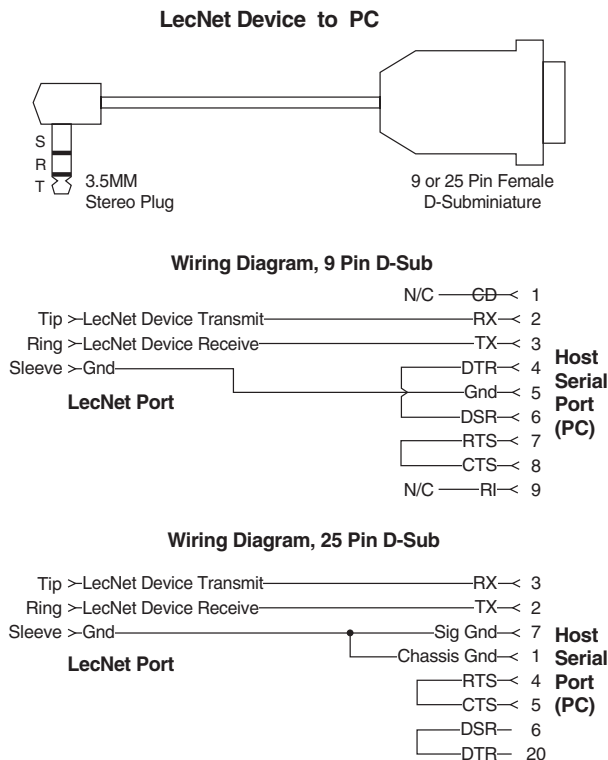 LecNet Device to PC
S
R
T
3.5MM
Stereo Plug
9 or 25 Pin Female
D-Subminiature
Wiring Diagram, 9 Pin D-Sub
N/C CD 1
Tip LecNet Device Transmit RX 2
Ring LecNet Device Receive TX 3
Sleeve Gnd DTR 4
Gnd 5
DSR 6
RTS 7
CTS 8
N/C RI 9
LecNet Port
Host
Serial
Port
(PC)
Wiring Diagram, 25 Pin D-Sub
Tip LecNet Device Transmit RX 3
Ring LecNet Device Receive TX 2
Sleeve Gnd Sig Gnd 7
Chassis Gnd 1
RTS 4
CTS 5
DSR 6
DTR 20
LecNet Port
Host
Serial
Port
(PC)